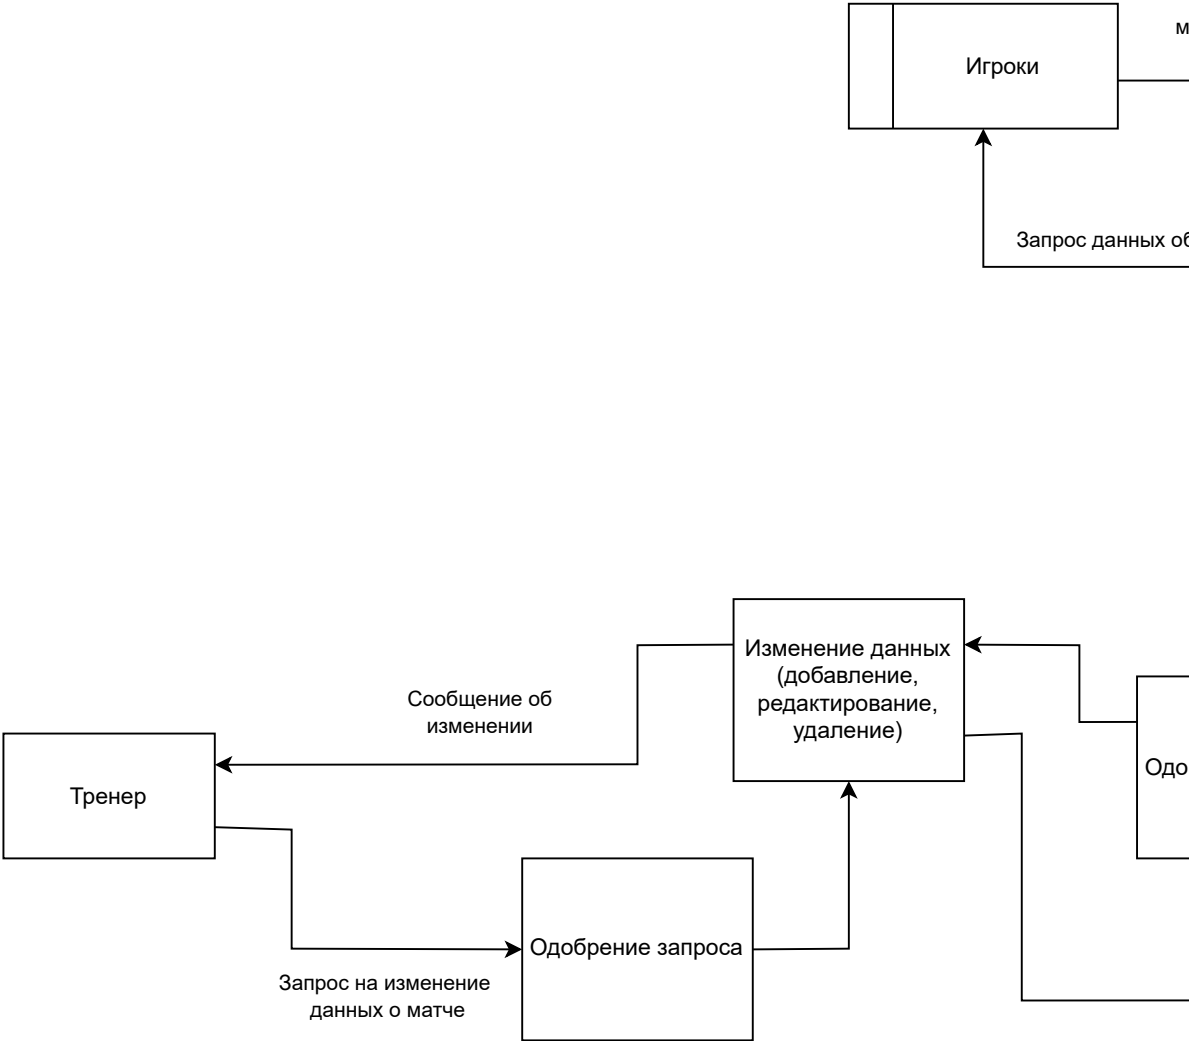 Игроки
Запрос данных об
Изменение данных
(добавление,
редактирование,
удаление)
Сообщение об
изменении
Тренер
Одобрение запроса
Запрос на изменение
данных о матче